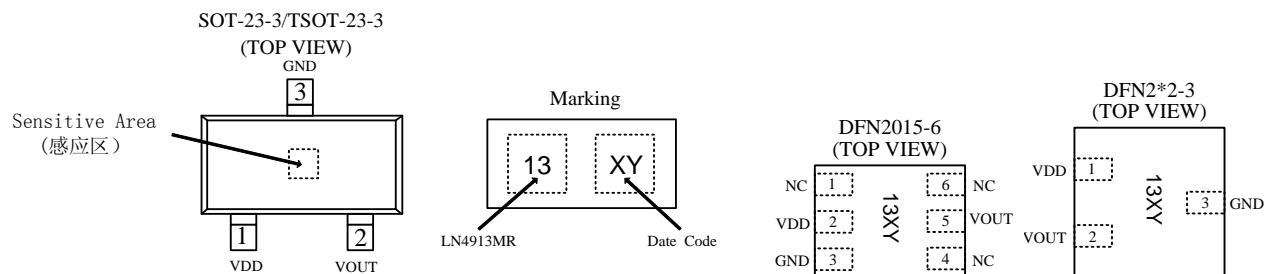 SOT-23-3/TSOT-23-3
(TOP VIEW)
GND
3
Sensitive Area
(感应区)
1
2
VDD
VOUT
Marking
13
XY
LN4913MR
Date Code
DFN2015-6
(TOP VIEW)
NC 1
6 NC
VDD 2
5 VOUT
GND 3
4 NC
13XY
DFN2*2-3
(TOP VIEW)
VDD 1
3 GND
VOUT 2
13XY